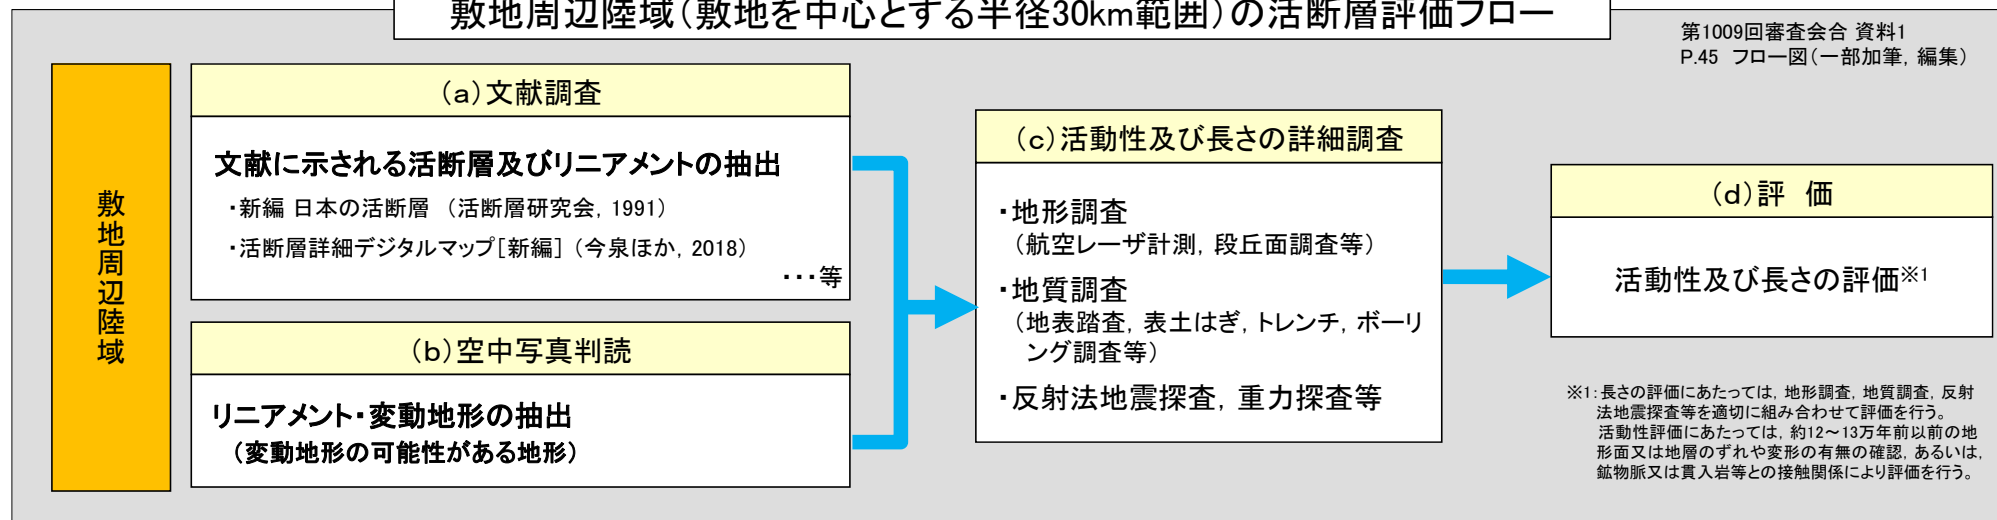 敷地周辺陸域（敷地を中心とする半径30km範囲）の活断層評価フロー
第1009回審査会合 資料1
P.45 フロー図（一部加筆，編集）
敷地周辺陸域
（a）文献調査
文献に示される活断層及びリニアメントの抽出
・新編 日本の活断層 （活断層研究会，1991）
・活断層詳細デジタルマップ［新編］（今泉ほか，2018）
・・・等
（b）空中写真判読
リニアメント・変動地形の抽出
（変動地形の可能性がある地形）
（c）活動性及び長さの詳細調査
・地形調査
（航空レーザ計測，段丘面調査等）
・地質調査
（地表踏査，表土はぎ，トレンチ，ボーリ
ング調査等）
・反射法地震探査，重力探査等
（d）評 価
活動性及び長さの評価※1
※1：長さの評価にあたっては，地形調査，地質調査，反射
法地震探査等を適切に組み合わせて評価を行う。
活動性評価にあたっては，約12～13万年前以前の地
形面又は地層のずれや変形の有無の確認，あるいは，
鉱物脈又は貫入岩等との接触関係により評価を行う。